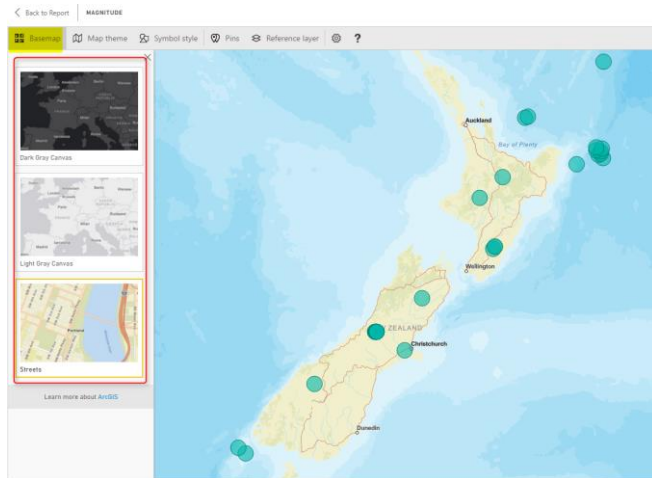 Back to Report
MAGNITUDE
Basemap
Map theme
Symbol style
Pins
Reference layer
?
Dark Gray Canvas
Light Gray Canvas
Portland
Streets
Learn more about ArcGIS
Auckland
Bay of Plenty
Wellington
ZEALAND
Christchurch
Dunedin